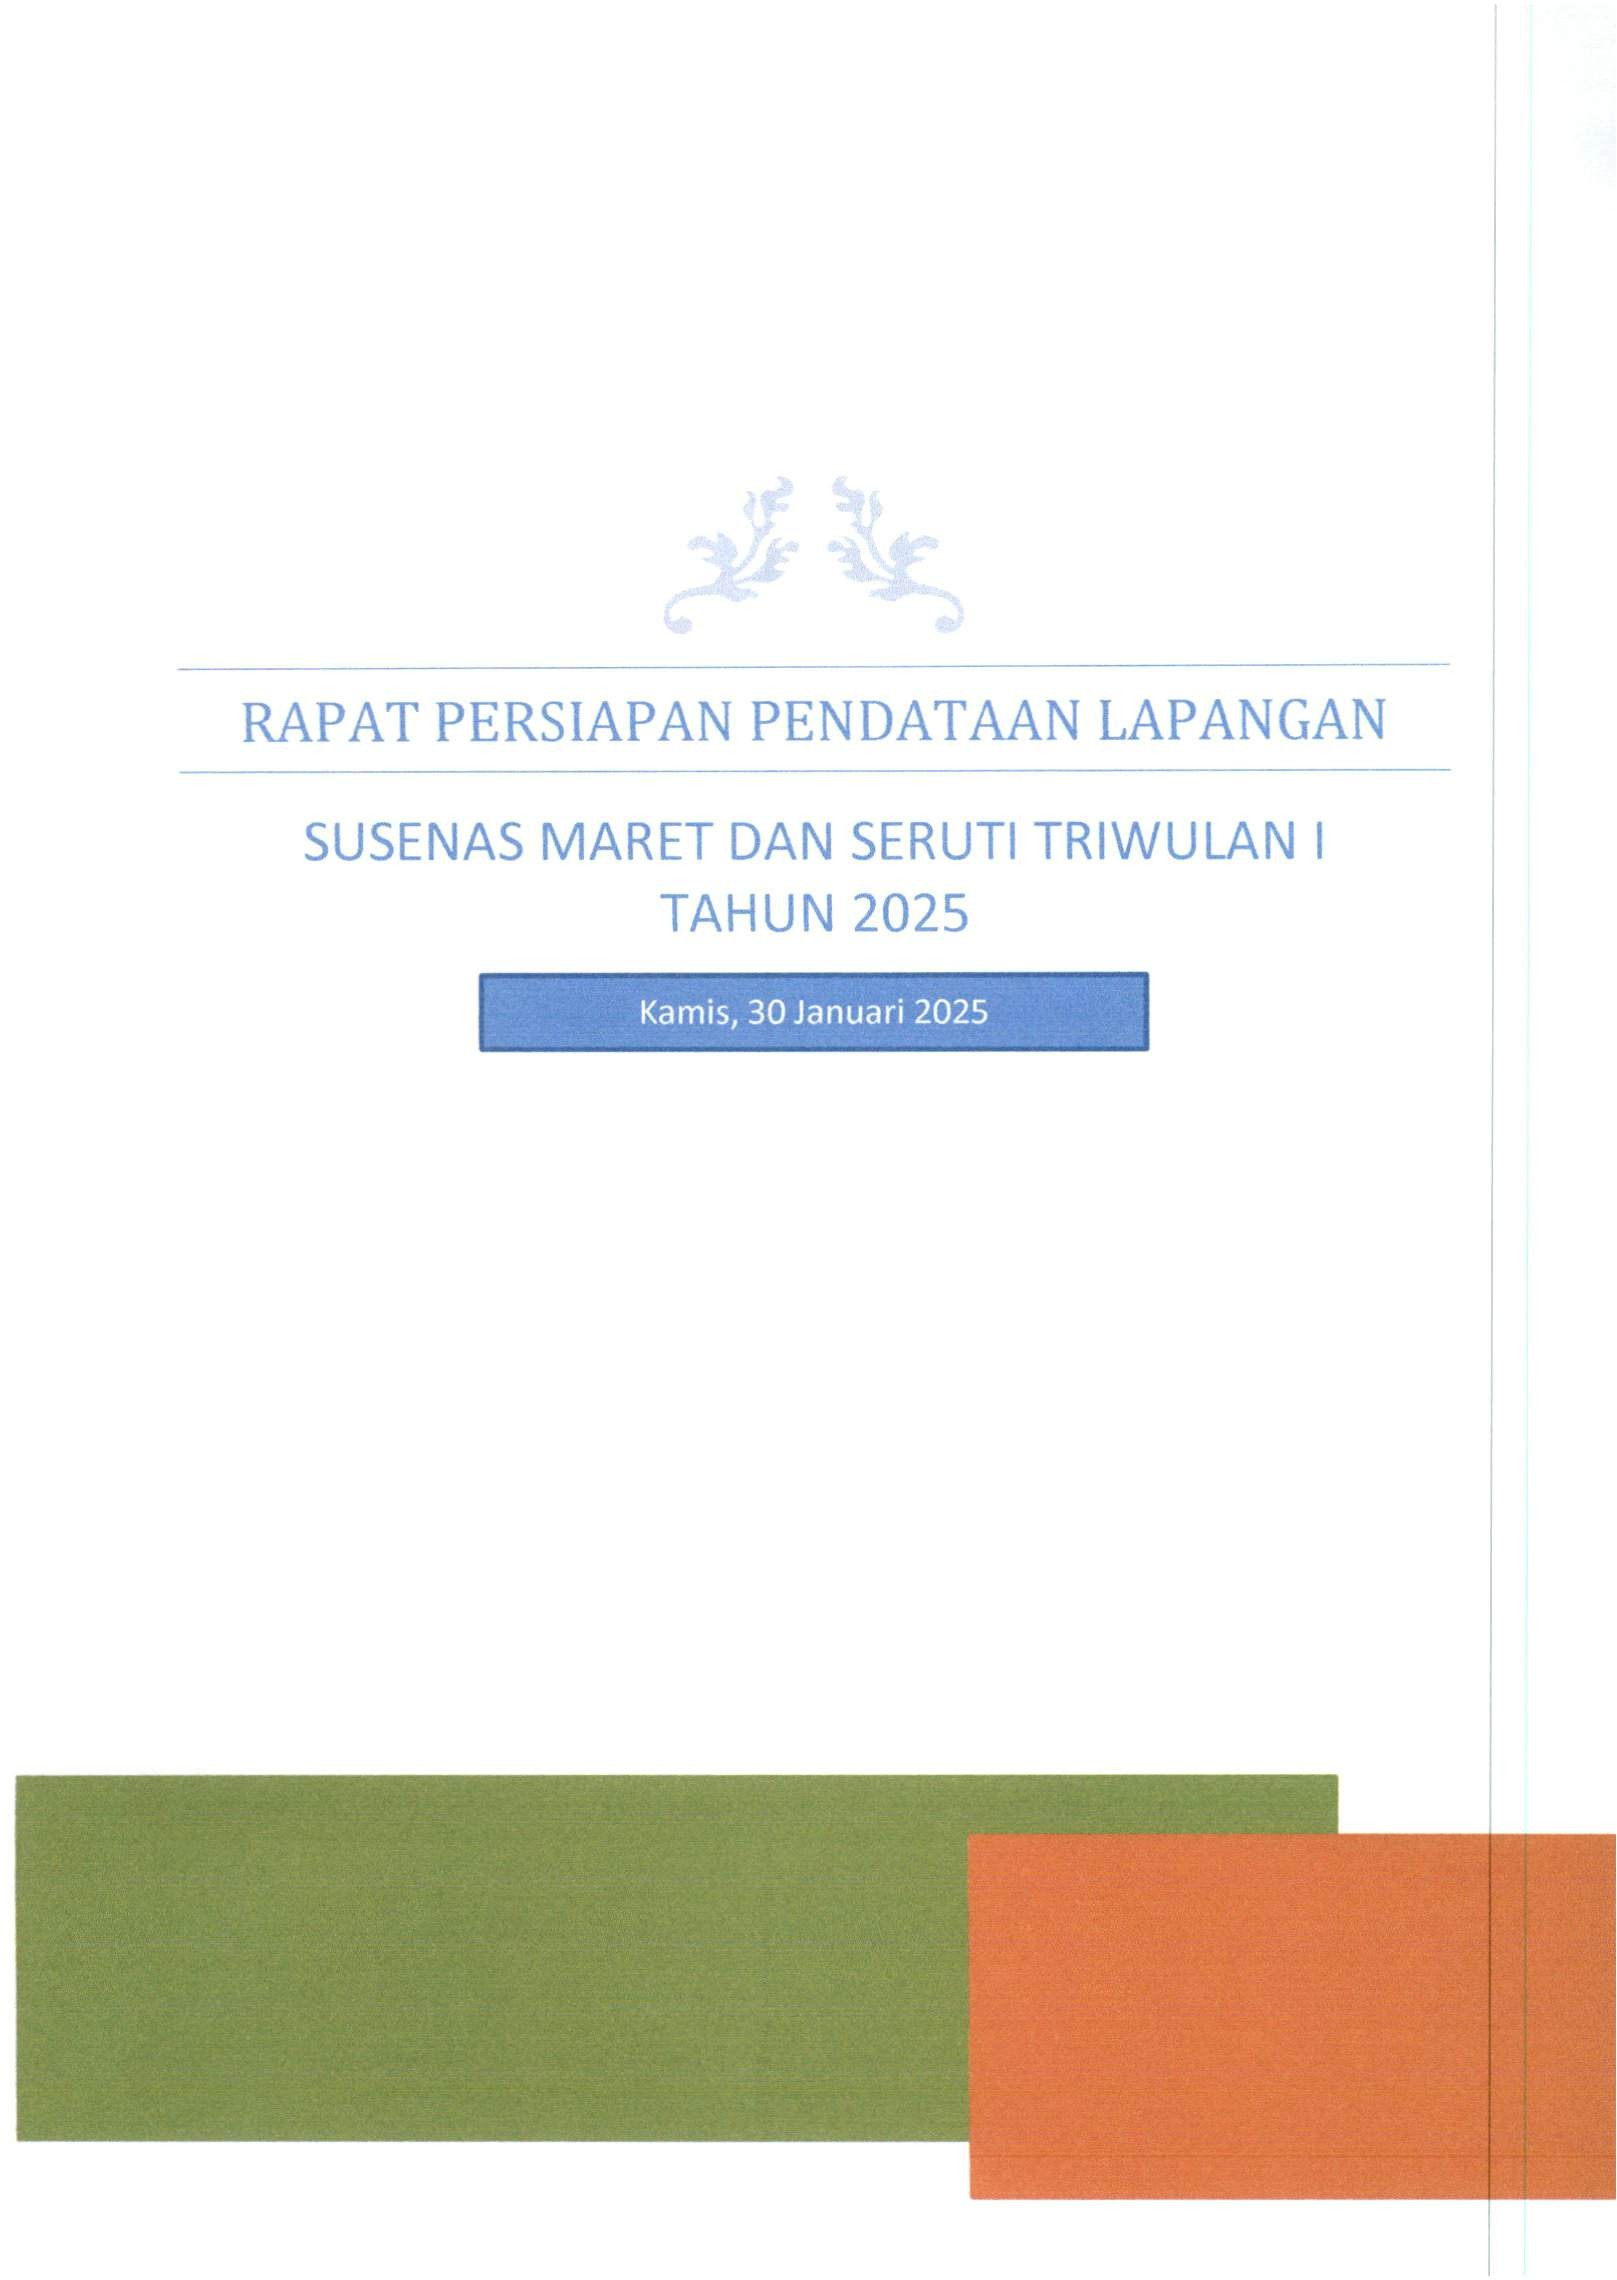 RAPAT PERSIAPAN PENDATAAN LAPANGAN
SUSENAS MARET DAN SERUTI TRIWULAN I
TAHUN 2025
Kamis, 30 Januari 2025